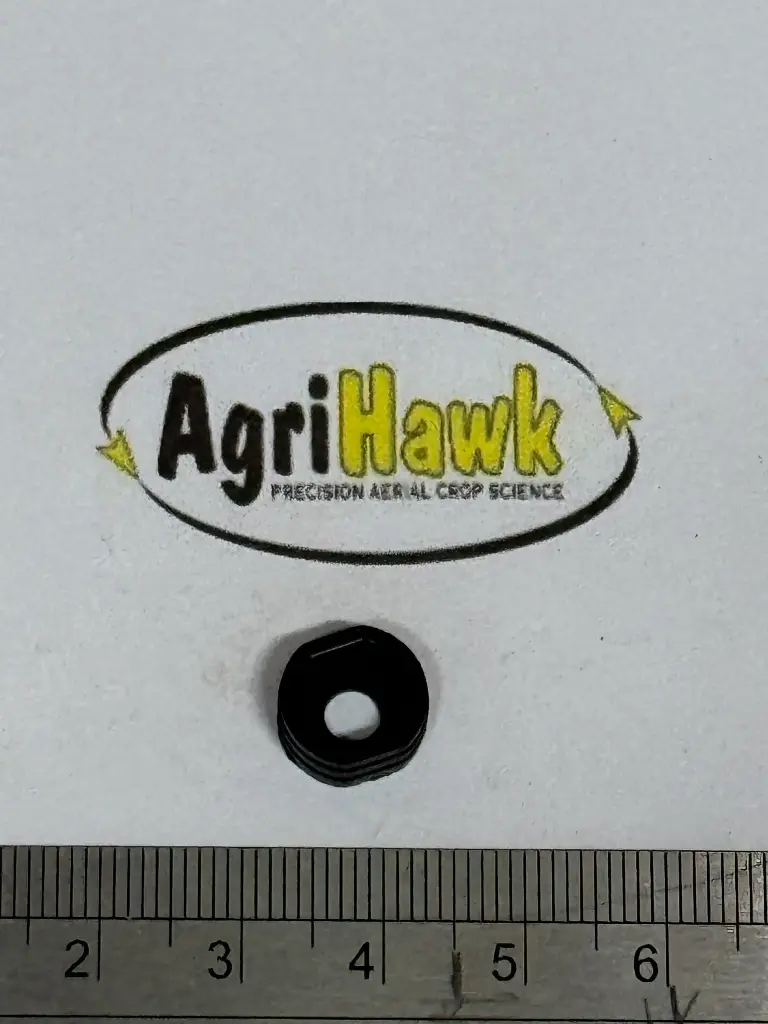 AgriHawk
PRECISION AERIAL CROP SCIENCE
2 3 4 5 6